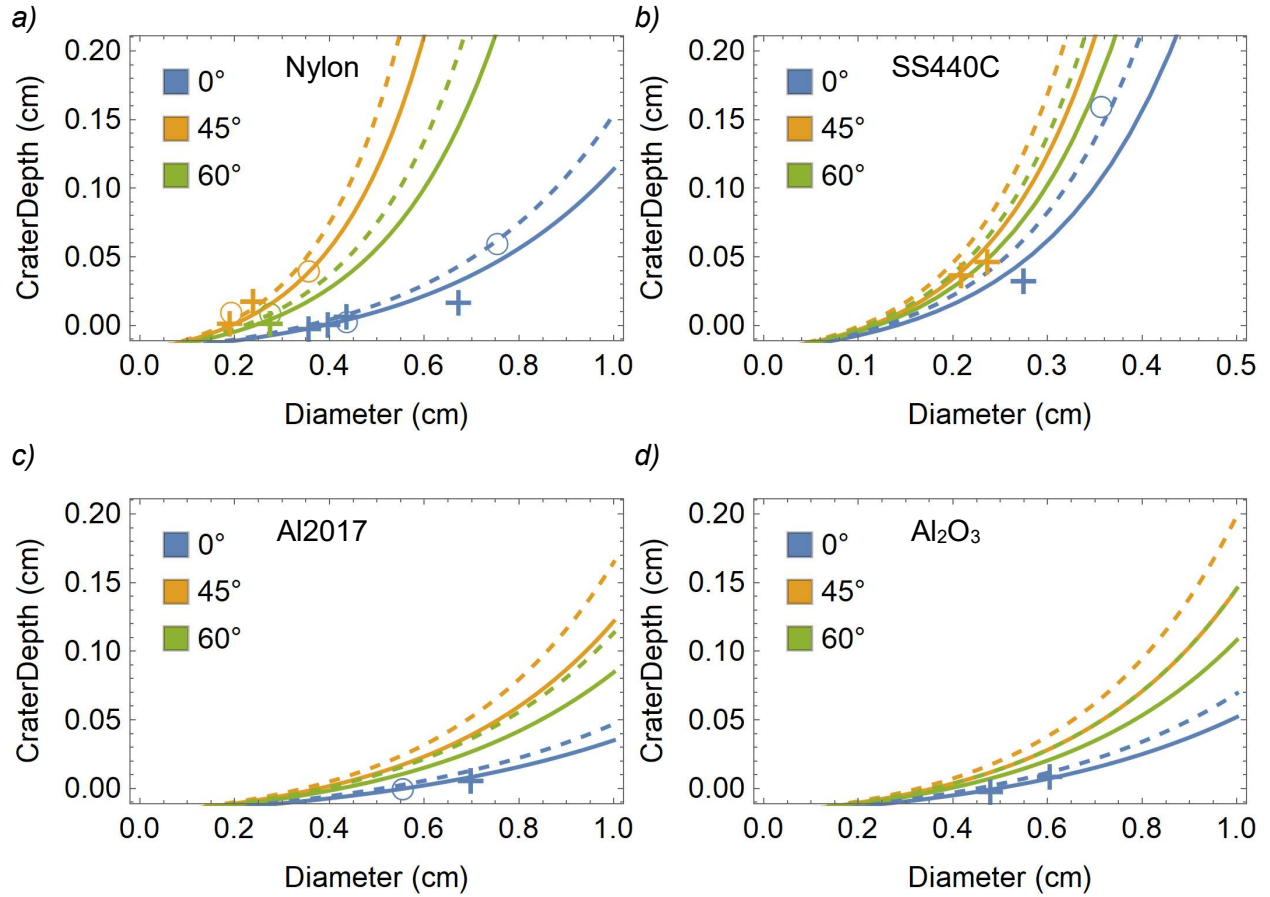 a)
CraterDepth (cm)
0.20
0.15
0.10
0.05
0.00
Nylon
0°
45°
60°
0.0 0.2 0.4 0.6 0.8 1.0
Diameter (cm)
b)
CraterDepth (cm)
0.20
0.15
0.10
0.05
0.00
SS440C
0°
45°
60°
0.0 0.1 0.2 0.3 0.4 0.5
Diameter (cm)
c)
CraterDepth (cm)
0.20
0.15
0.10
0.05
0.00
Al2017
0°
45°
60°
0.0 0.2 0.4 0.6 0.8 1.0
Diameter (cm)
d)
CraterDepth (cm)
0.20
0.15
0.10
0.05
0.00
Al₂O₃
0°
45°
60°
0.0 0.2 0.4 0.6 0.8 1.0
Diameter (cm)